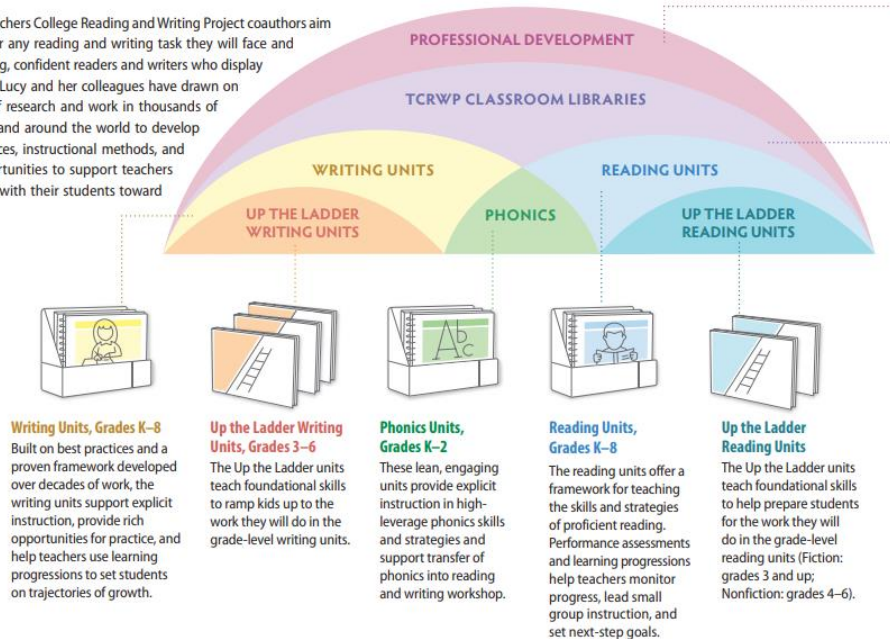 chers College Reading and Writing Project coauthors aim
r any reading and writing task they will face and
g, confident readers and writers who display
Lucy and her colleagues have drawn on
f research and work in thousands of
and around the world to develop
ces, instructional methods, and
rtunities to support teachers
with their students toward
PROFESSIONAL DEVELOPMENT
TCRWP CLASSROOM LIBRARIES
WRITING UNITS
READING UNITS
UP THE LADDER
WRITING UNITS
PHONICS
UP THE LADDER
READING UNITS
Abc
Writing Units, Grades K–8
Built on best practices and a
proven framework developed
over decades of work, the
writing units support explicit
instruction, provide rich
opportunities for practice, and
help teachers use learning
progressions to set students
on trajectories of growth.
Up the Ladder Writing
Units, Grades 3–6
The Up the Ladder units
teach foundational skills
to ramp kids up to the
work they will do in the
grade-level writing units.
Phonics Units,
Grades K–2
These lean, engaging
units provide explicit
instruction in high-
leverage phonics skills
and strategies and
support transfer of
phonics into reading
and writing workshop.
Reading Units,
Grades K–8
The reading units offer a
framework for teaching
the skills and strategies
of proficient reading.
Performance assessments
and learning progressions
help teachers monitor
progress, lead small
group instruction, and
set next-step goals.
Up the Ladder
Reading Units
The Up the Ladder units
teach foundational skills
to help prepare students
for the work they will
do in the grade-level
reading units (Fiction:
grades 3 and up;
Nonfiction: grades 4–6).